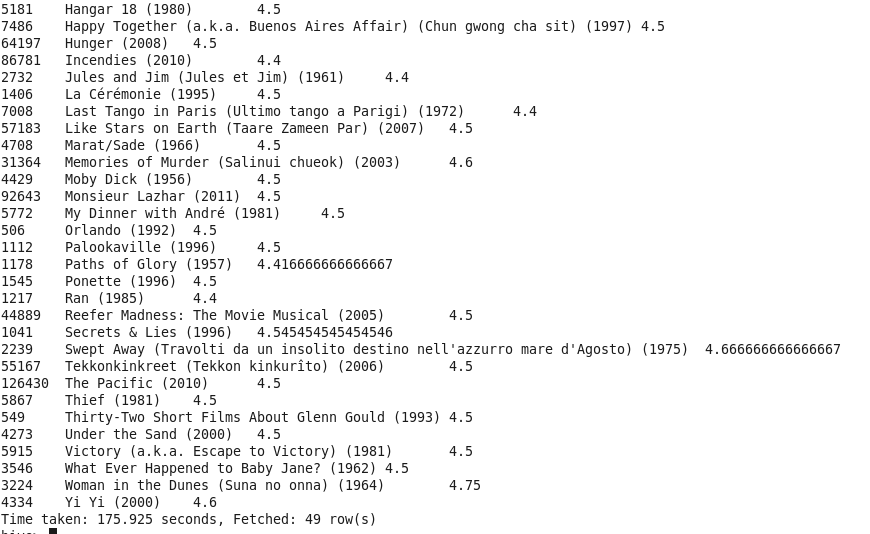 5181 Hangar 18 (1980) 4.5
7486 Happy Together (a.k.a. Buenos Aires Affair) (Chun gwong cha sit) (1997) 4.5
64197 Hunger (2008) 4.5
86781 Incendies (2010) 4.4
2732 Jules and Jim (Jules et Jim) (1961) 4.4
1406 La Cérémonie (1995) 4.5
7008 Last Tango in Paris (Ultimo tango a Parigi) (1972) 4.4
57183 Like Stars on Earth (Taare Zameen Par) (2007) 4.5
4708 Marat/Sade (1966) 4.5
31364 Memories of Murder (Salinui chueok) (2003) 4.6
4429 Moby Dick (1956) 4.5
92643 Monsieur Lazhar (2011) 4.5
5772 My Dinner with André (1981) 4.5
506 Orlando (1992) 4.5
1112 Palookaville (1996) 4.5
1178 Paths of Glory (1957) 4.416666666666667
1545 Ponette (1996) 4.5
1217 Ran (1985) 4.4
44889 Reefer Madness: The Movie Musical (2005) 4.5
1041 Secrets & Lies (1996) 4.545454545454546
2239 Swept Away (Travolti da un insolito destino nell'azzurro mare d'Agosto) (1975) 4.666666666666667
55167 Tekkonkinkreet (Tekkon kinkurîto) (2006) 4.5
126430 The Pacific (2010) 4.5
5867 Thief (1981) 4.5
549 Thirty-Two Short Films About Glenn Gould (1993) 4.5
4273 Under the Sand (2000) 4.5
5915 Victory (a.k.a. Escape to Victory) (1981) 4.5
3546 What Ever Happened to Baby Jane? (1962) 4.5
3224 Woman in the Dunes (Suna no onna) (1964) 4.75
4334 Yi Yi (2000) 4.6
Time taken: 175.925 seconds, Fetched: 49 row(s)